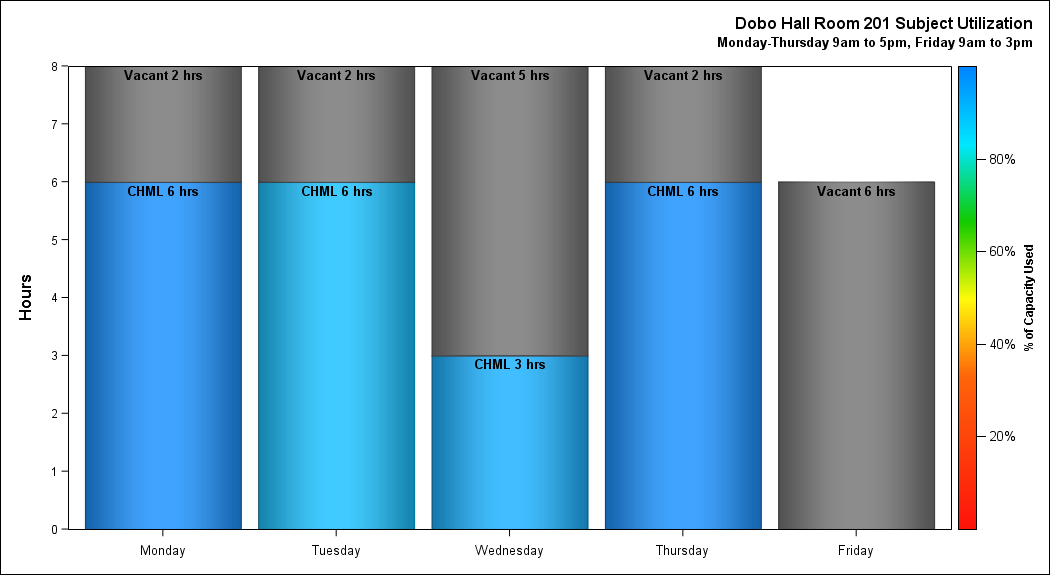 Dobo Hall Room 201 Subject Utilization
Monday-Thursday 9am to 5pm, Friday 9am to 3pm
Hours
8
7
6
5
4
3
2
1
0
Vacant 2 hrs
CHML 6 hrs
Vacant 2 hrs
CHML 6 hrs
Vacant 5 hrs
CHML 3 hrs
Vacant 2 hrs
CHML 6 hrs
Vacant 6 hrs
Monday
Tuesday
Wednesday
Thursday
Friday
80%
60%
40%
20%
% of Capacity Used